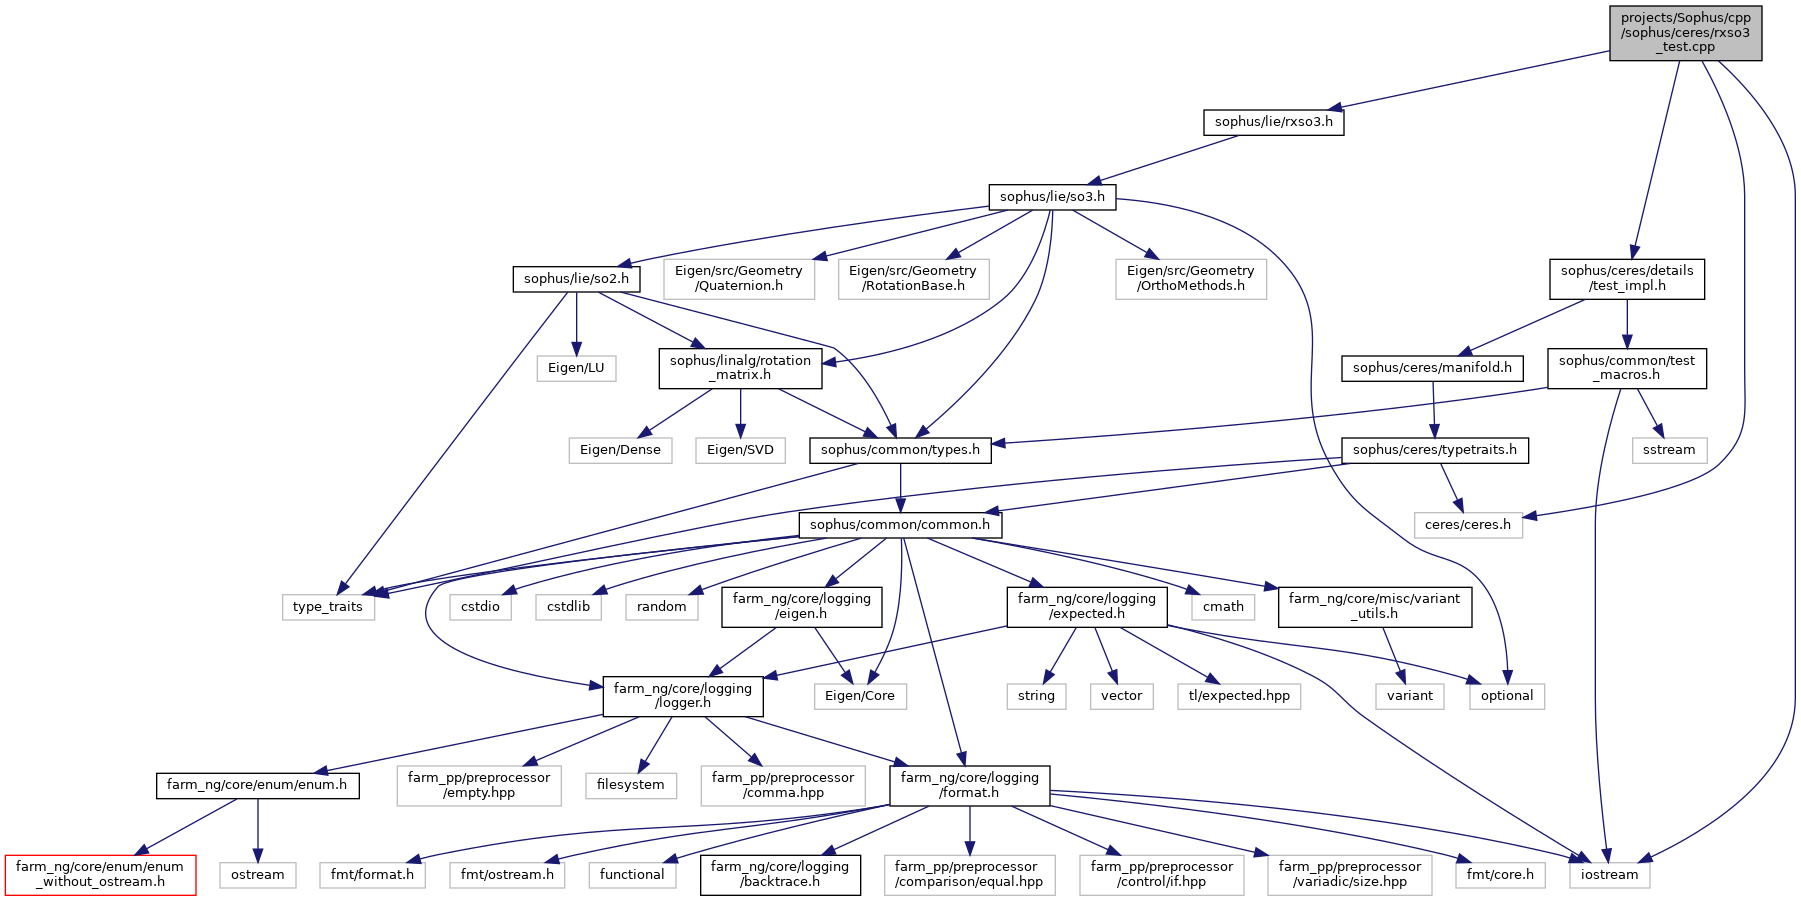 projects/Sophus/cpp
/sophus/ceres/rxso3
_test.cpp
sophus/lie/rxso3.h
sophus/lie/so3.h
sophus/lie/so2.h
Eigen/src/Geometry
/Quaternion.h
Eigen/src/Geometry
/RotationBase.h
Eigen/src/Geometry
/OrthoMethods.h
sophus/ceres/details
/test_impl.h
Eigen/LU
sophus/linalg/rotation
_matrix.h
sophus/ceres/manifold.h
sophus/common/test
_macros.h
Eigen/Dense
Eigen/SVD
sophus/common/types.h
sophus/ceres/typetraits.h
sstream
sophus/common/common.h
ceres/ceres.h
type_traits
cstdio
cstdlib
random
farm_ng/core/logging
/eigen.h
farm_ng/core/logging
/expected.h
cmath
farm_ng/core/misc/variant
_utils.h
farm_ng/core/logging
/logger.h
Eigen/Core
string
vector
tl/expected.hpp
variant
optional
farm_ng/core/enum/enum.h
farm_pp/preprocessor
/empty.hpp
filesystem
farm_pp/preprocessor
/comma.hpp
farm_ng/core/logging
/format.h
farm_ng/core/enum/enum
_without_ostream.h
ostream
fmt/format.h
fmt/ostream.h
functional
farm_ng/core/logging
/backtrace.h
farm_pp/preprocessor
/comparison/equal.hpp
farm_pp/preprocessor
/control/if.hpp
farm_pp/preprocessor
/variadic/size.hpp
fmt/core.h
iostream